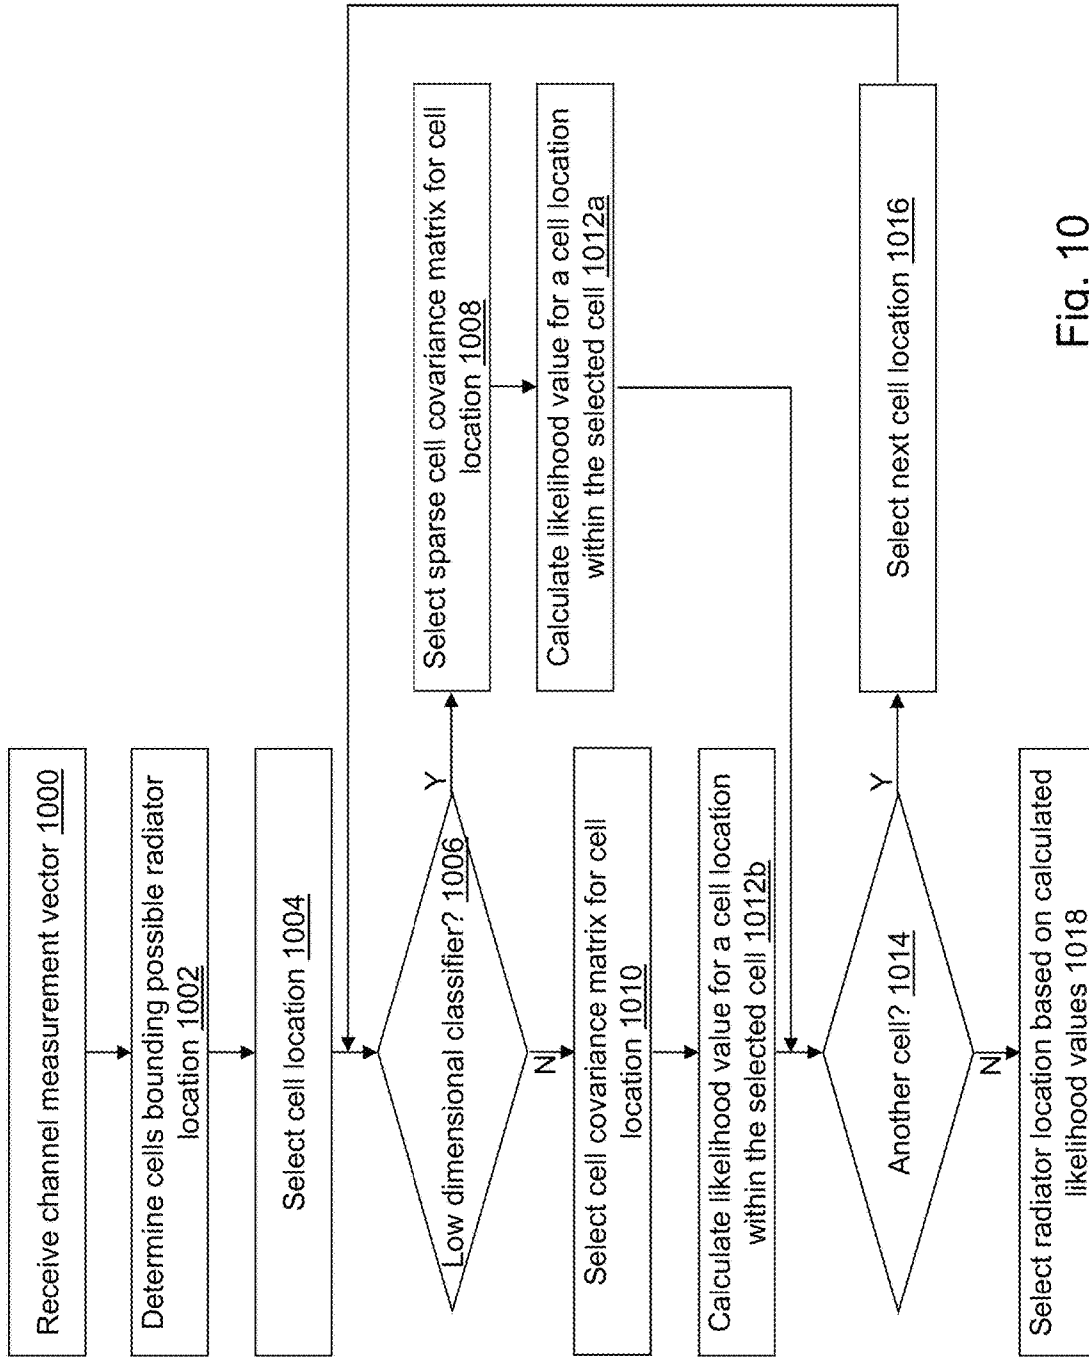 Receive channel measurement vector 1000
Determine cells bounding possible radiator
location 1002
Select cell location 1004
Low dimensional classifier? 1006
Y
N
Select sparse cell covariance matrix for cell
location 1008
Calculate likelihood value for a cell location
within the selected cell 1012a
Select cell covariance matrix for cell
location 1010
Calculate likelihood value for a cell location
within the selected cell 1012b
Another cell? 1014
Y
N
Select next cell location 1016
Select radiator location based on calculated
likelihood values 1018
Fig. 10